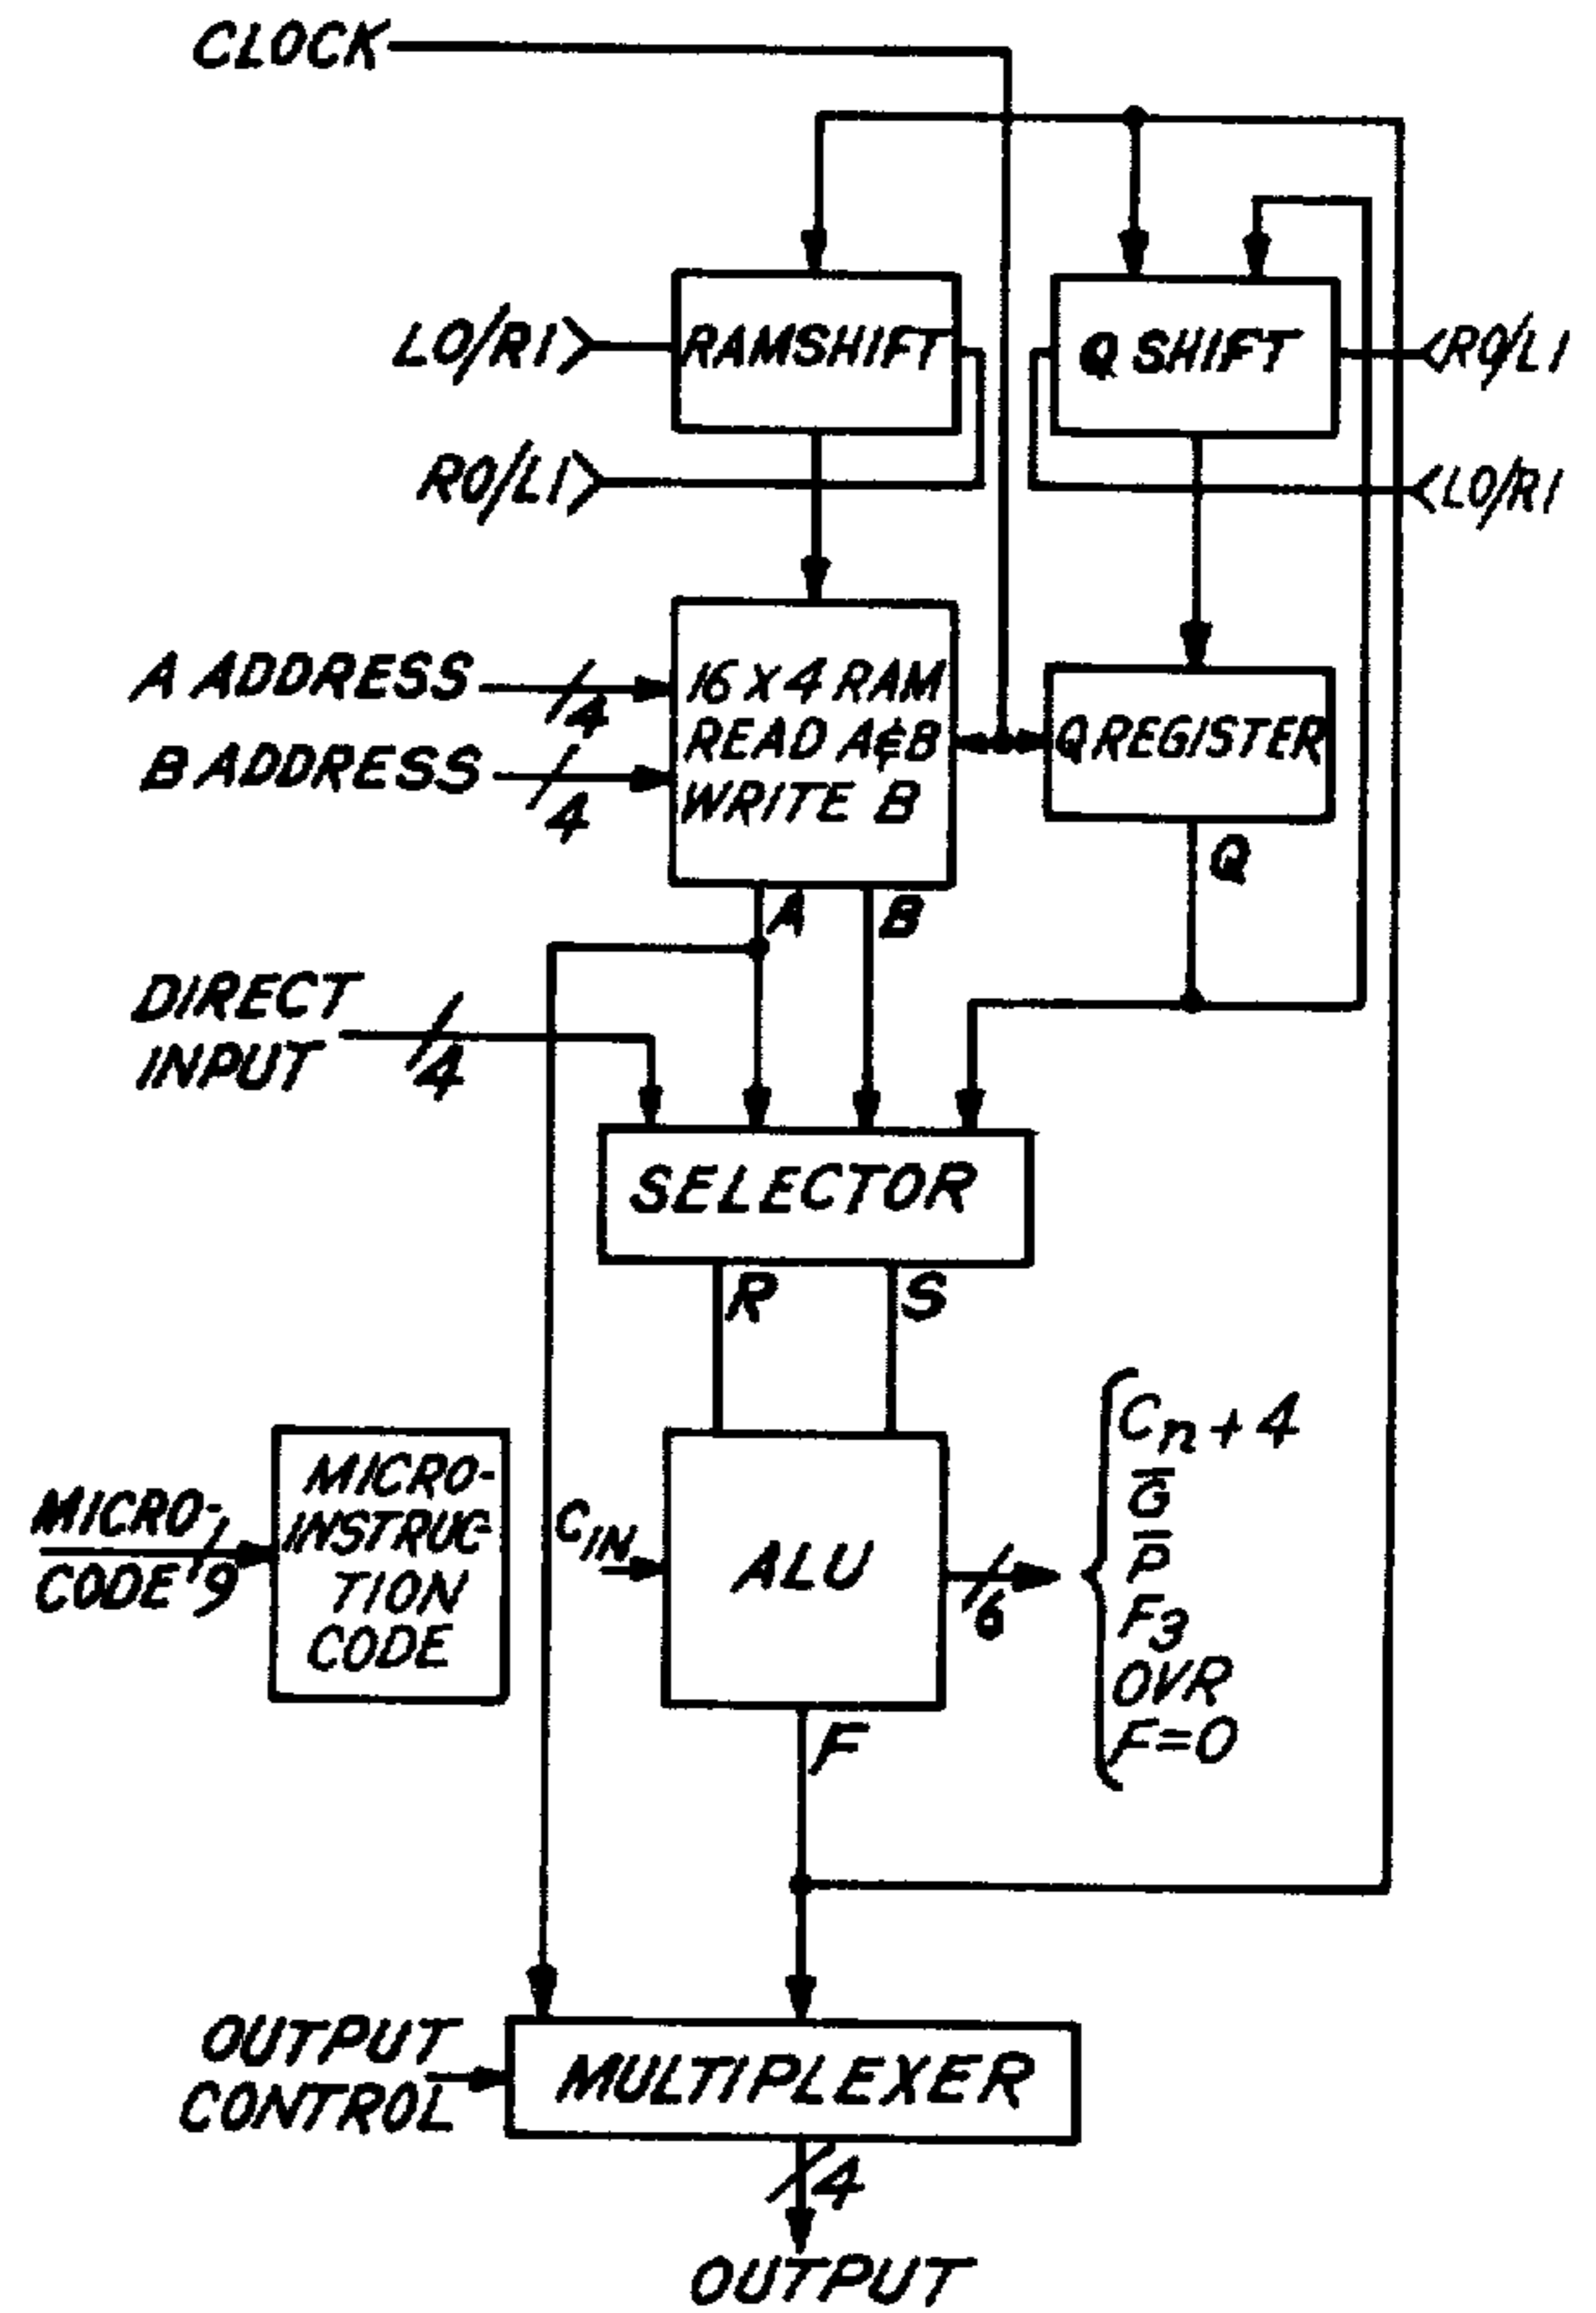 CLOCK
LO/RI
RAMSHIFT
Q SHIFT
RO/LI
RO/LI
LO/RI
A ADDRESS
4
B ADDRESS
4
16 X 4 RAM
READ A&B
WRITE B
Q REGISTER
Q
A
B
DIRECT
INPUT
4
SELECTOR
R
S
MICRO-
CODE
9
MICRO-
INSTRUC-
TION
CODE
CIN
ALU
6
Cn+4
G̅
P̅
F3
OVR
F=0
F
OUTPUT
CONTROL
MULTIPLEXER
4
OUTPUT